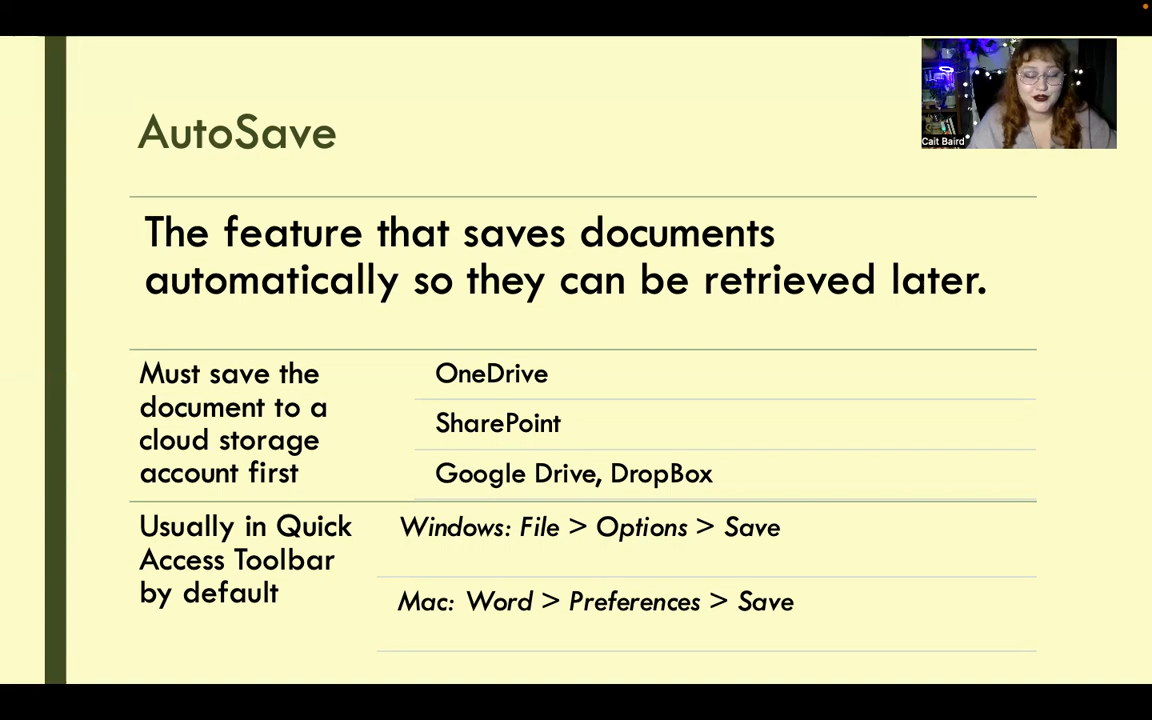 Cait Baird
AutoSave
The feature that saves documents
automatically so they can be retrieved later.
Must save the
document to a
cloud storage
account first
OneDrive
SharePoint
Google Drive, DropBox
Usually in Quick
Access Toolbar
by default
Windows: File > Options > Save
Mac: Word > Preferences > Save